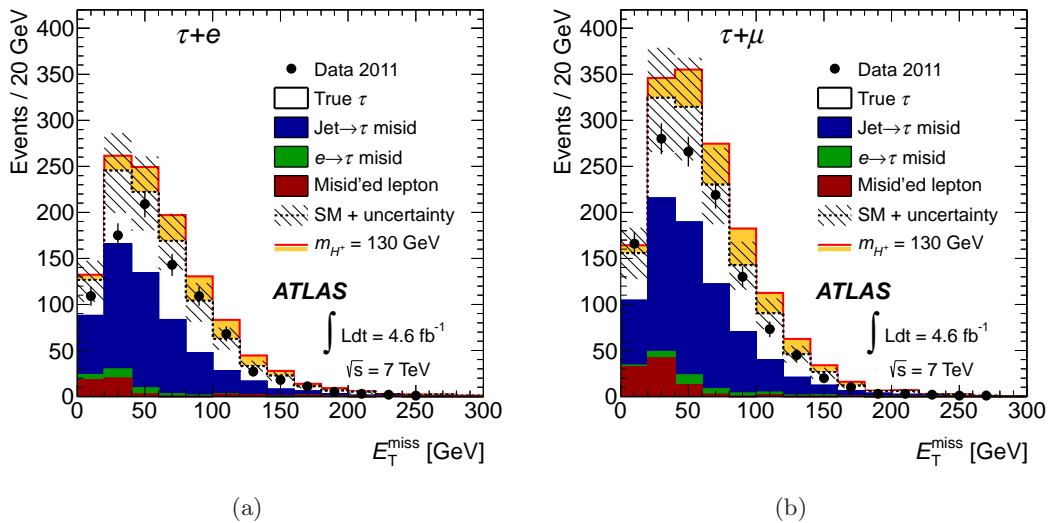 Events / 20 GeV
400
350
300
250
200
150
100
50
0
τ+e
Data 2011
True τ
Jet→τ misid
e→τ misid
Misid'ed lepton
SM + uncertainty
m_H+ = 130 GeV
ATLAS
∫ Ldt = 4.6 fb⁻¹
√s = 7 TeV
0 50 100 150 200 250 300
E_T^miss [GeV]
(a)
Events / 20 GeV
400
350
300
250
200
150
100
50
0
τ+μ
Data 2011
True τ
Jet→τ misid
e→τ misid
Misid'ed lepton
SM + uncertainty
m_H+ = 130 GeV
ATLAS
∫ Ldt = 4.6 fb⁻¹
√s = 7 TeV
0 50 100 150 200 250 300
E_T^miss [GeV]
(b)